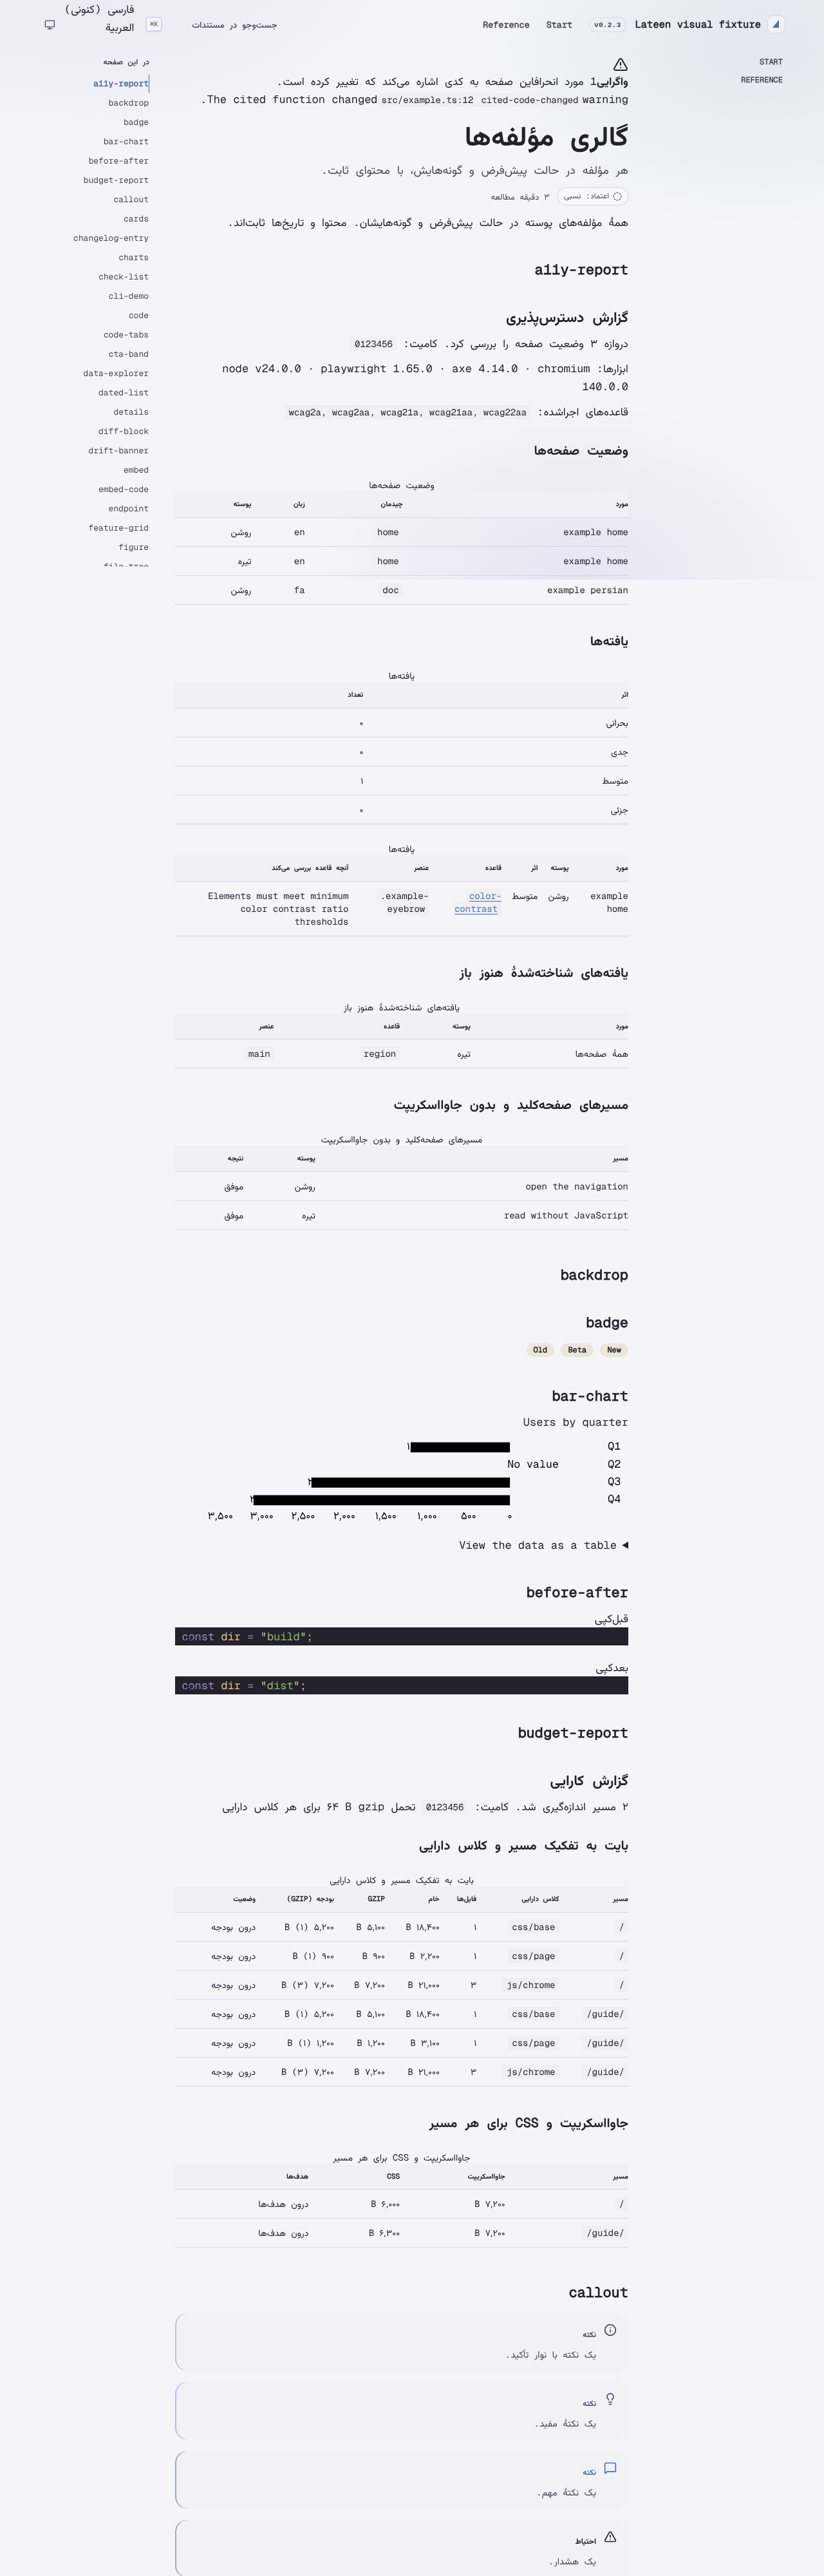 Lateen visual fixture
v0.2.3
Start
Reference
جست‌وجو در مستندات
⌘K
فارسی (کنونی)
العربية
START
REFERENCE
در این صفحه
a11y-report
backdrop
badge
bar-chart
before-after
budget-report
callout
cards
changelog-entry
charts
check-list
cli-demo
code
code-tabs
cta-band
data-explorer
dated-list
details
diff-block
drift-banner
embed
embed-code
endpoint
feature-grid
figure
واگرایی1 مورد انحرافاین صفحه به کدی اشاره می‌کند که تغییر کرده است.
warning cited-code-changed src/example.ts:12 The cited function changed.
گالری مؤلفه‌ها
هر مؤلفه در حالت پیش‌فرض و گونه‌هایش، با محتوای ثابت.
اعتماد: نسبی
۳ دقیقه مطالعه
همهٔ مؤلفه‌های پوسته در حالت پیش‌فرض و گونه‌هایشان. محتوا و تاریخ‌ها ثابت‌اند.
a11y-report
گزارش دسترس‌پذیری
دروازه ۳ وضعیت صفحه را بررسی کرد. کامیت: 0123456
ابزارها: node v24.0.0 · playwright 1.65.0 · axe 4.14.0 · chromium
140.0.0
قاعده‌های اجراشده: wcag2a, wcag2aa, wcag21a, wcag21aa, wcag22aa
وضعیت صفحه‌ها
وضعیت صفحه‌ها
مورد چیدمان زبان پوسته
example home home en روشن
example home home en تیره
example persian doc fa روشن
یافته‌ها
یافته‌ها
اثر تعداد
بحرانی ۰
جدی ۰
متوسط ۱
جزئی ۰
یافته‌ها
مورد پوسته اثر قاعده عنصر آنچه قاعده بررسی می‌کند
example home روشن متوسط color-contrast .example-eyebrow Elements must meet minimum
color contrast ratio
thresholds
یافته‌های شناخته‌شدهٔ هنوز باز
یافته‌های شناخته‌شدهٔ هنوز باز
مورد پوسته قاعده عنصر
همهٔ صفحه‌ها تیره region main
مسیرهای صفحه‌کلید و بدون جاوااسکریپت
مسیرهای صفحه‌کلید و بدون جاوااسکریپت
مسیر پوسته نتیجه
open the navigation روشن موفق
read without JavaScript تیره موفق
backdrop
badge
New Beta Old
bar-chart
Users by quarter
Q1
Q2 No value
Q3
Q4
۰ ۵۰۰ ۱,۰۰۰ ۱,۵۰۰ ۲,۰۰۰ ۲,۵۰۰ ۳,۰۰۰ ۳,۵۰۰
View the data as a table
before-after
قبل‌کپی
const dir = "build";
بعدکپی
const dir = "dist";
budget-report
گزارش کارایی
۲ مسیر اندازه‌گیری شد. کامیت: 0123456 تحمل ۶۴ B gzip برای هر کلاس دارایی
بایت به تفکیک مسیر و کلاس دارایی
بایت به تفکیک مسیر و کلاس دارایی
مسیر کلاس دارایی فایل‌ها خام GZIP بودجه (GZIP) وضعیت
/ css/base ۱ ۱۸,۴۰۰ B ۵,۱۰۰ B ۵,۲۰۰ B (۱) درون بودجه
/ css/page ۱ ۲,۲۰۰ B ۹۰۰ B ۹۰۰ B (۱) درون بودجه
/ js/chrome ۳ ۲۱,۰۰۰ B ۷,۲۰۰ B ۷,۲۰۰ B (۳) درون بودجه
/guide/ css/base ۱ ۱۸,۴۰۰ B ۵,۱۰۰ B ۵,۲۰۰ B (۱) درون بودجه
/guide/ css/page ۱ ۳,۱۰۰ B ۱,۲۰۰ B ۱,۲۰۰ B (۱) درون بودجه
/guide/ js/chrome ۳ ۲۱,۰۰۰ B ۷,۲۰۰ B ۷,۲۰۰ B (۳) درون بودجه
جاوااسکریپت و CSS برای هر مسیر
جاوااسکریپت و CSS برای هر مسیر
مسیر جاوااسکریپت CSS هدف‌ها
/ ۷,۲۰۰ B ۶,۰۰۰ B درون هدف‌ها
/guide/ ۷,۲۰۰ B ۶,۳۰۰ B درون هدف‌ها
callout
نکته
یک نکته با نوار تأکید.
نکته
یک نکتهٔ مفید.
نکته
یک نکتهٔ مهم.
احتیاط
یک هشدار.